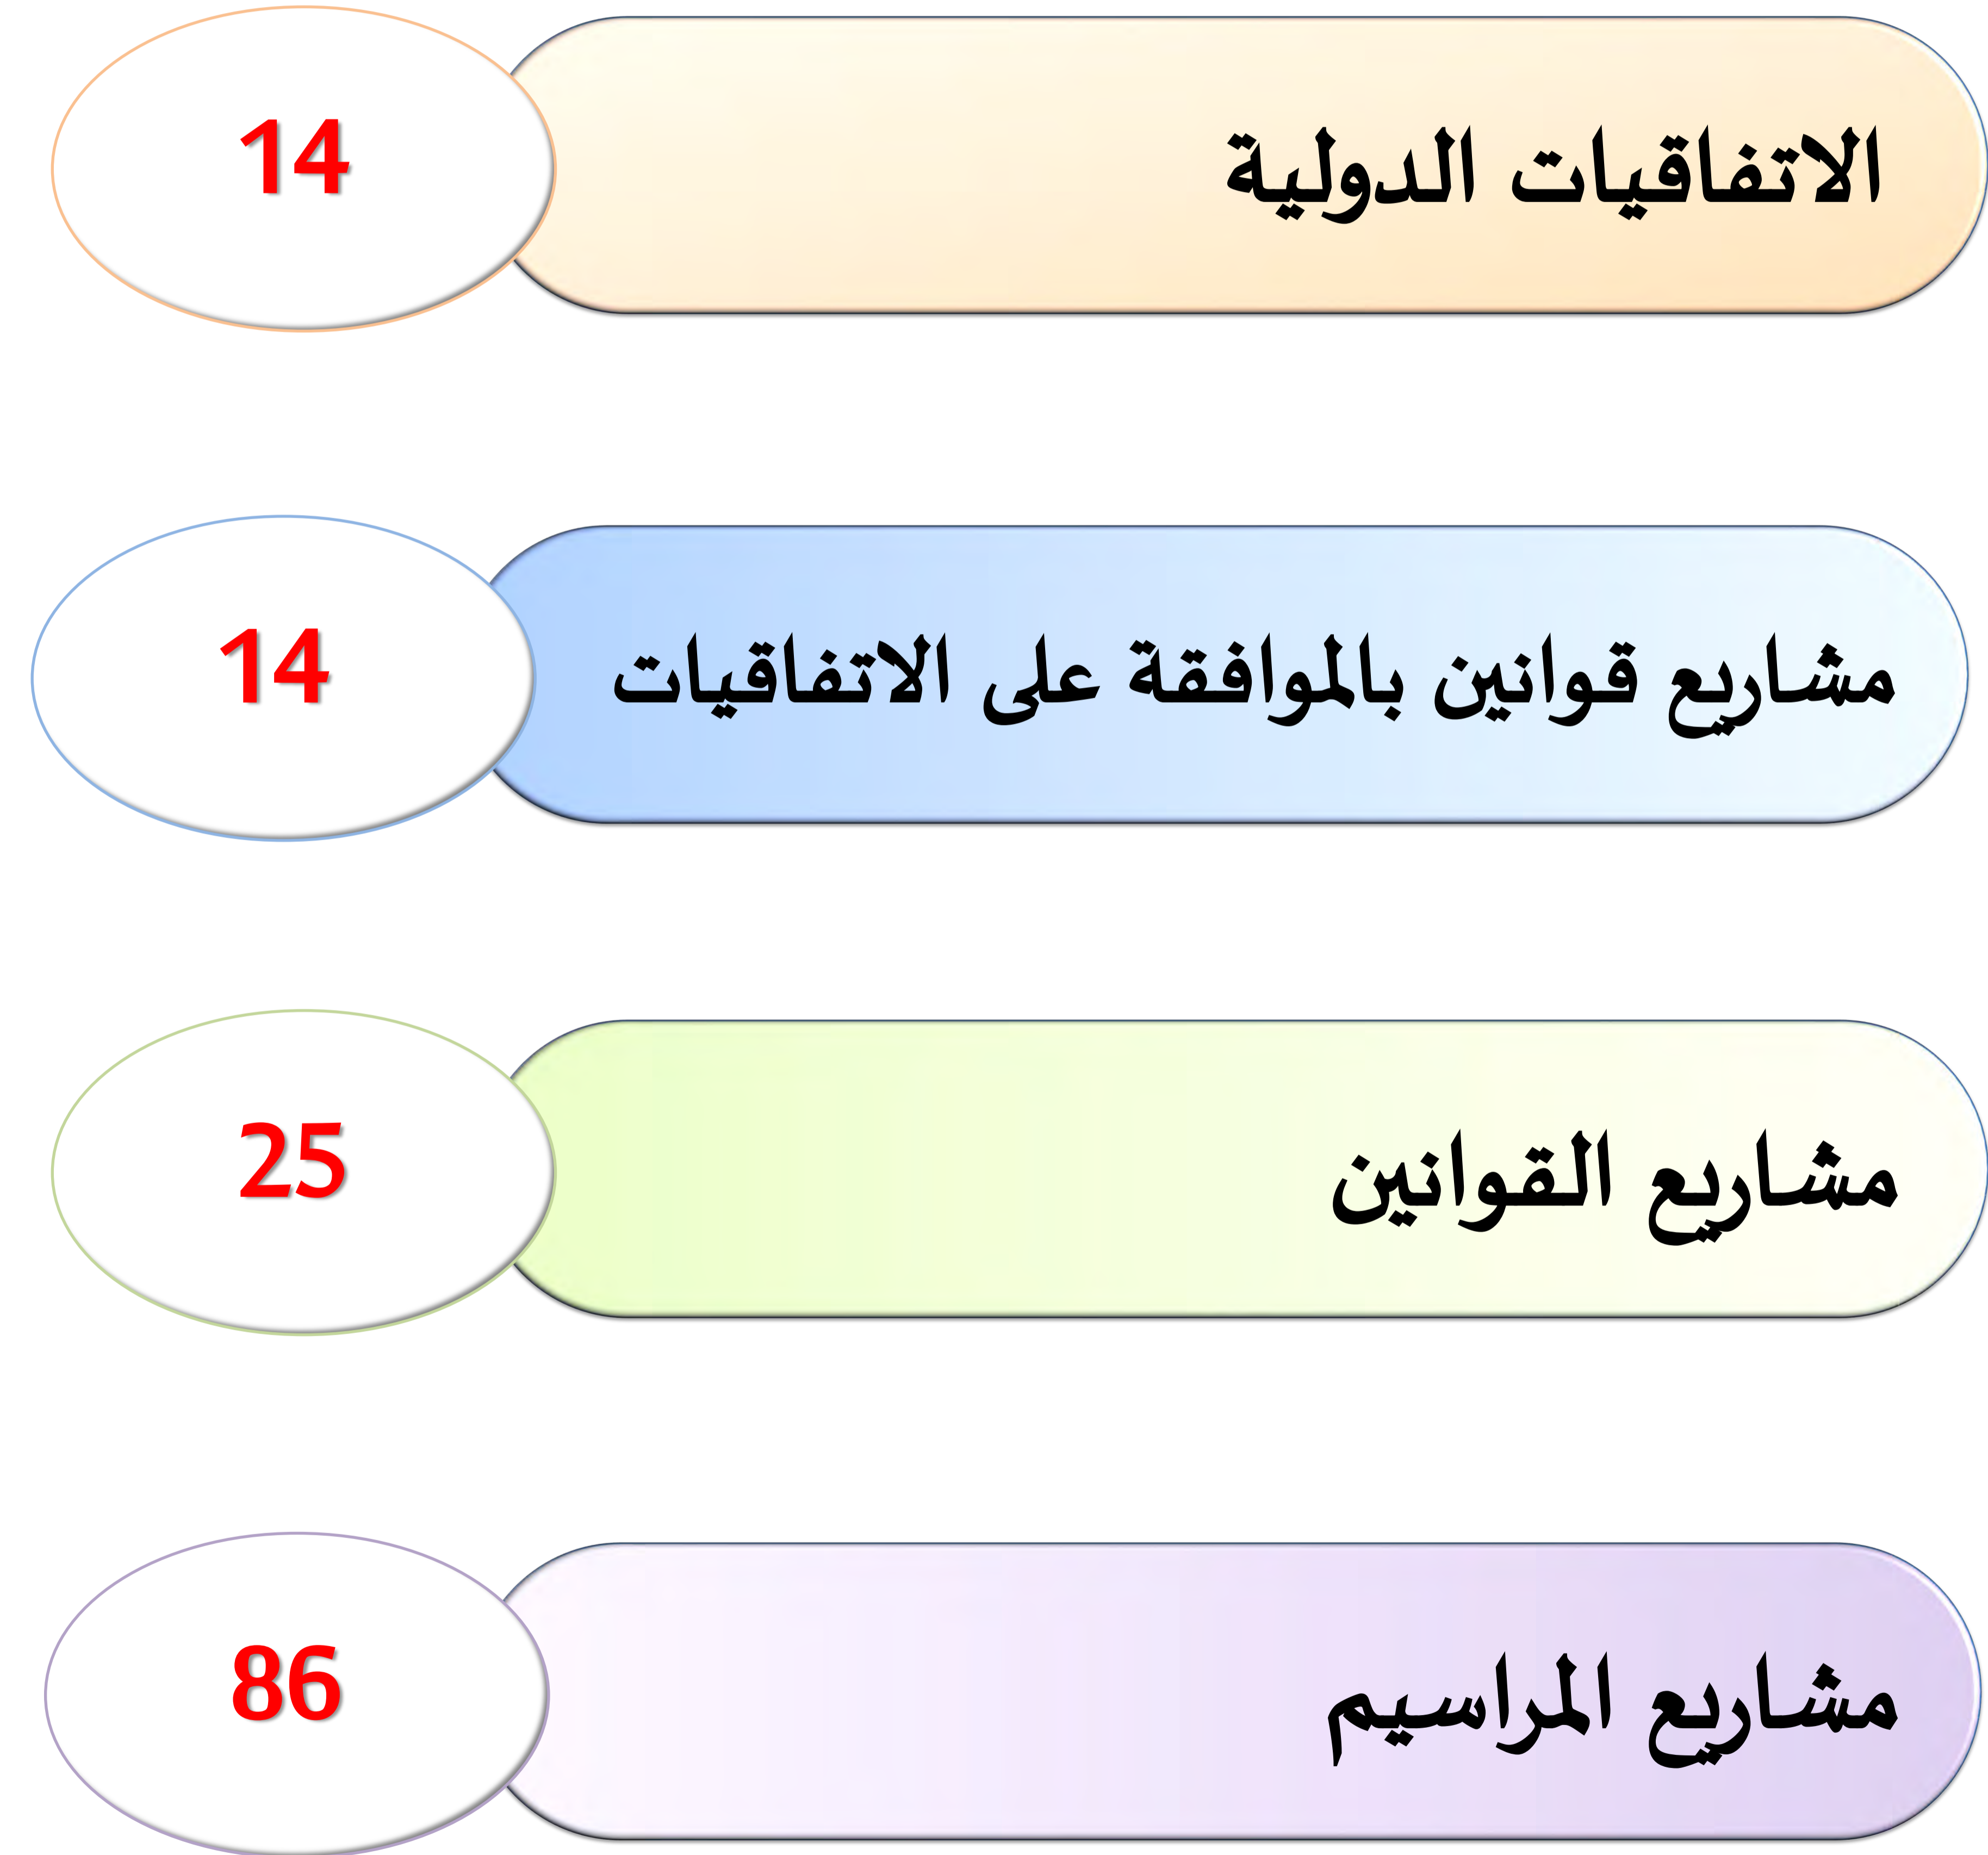 الاتفاقيات الدولية
14
مشاريع قوانين بالموافقة على الاتفاقيات
14
مشاريع القوانين
25
مشاريع المراسيم
86